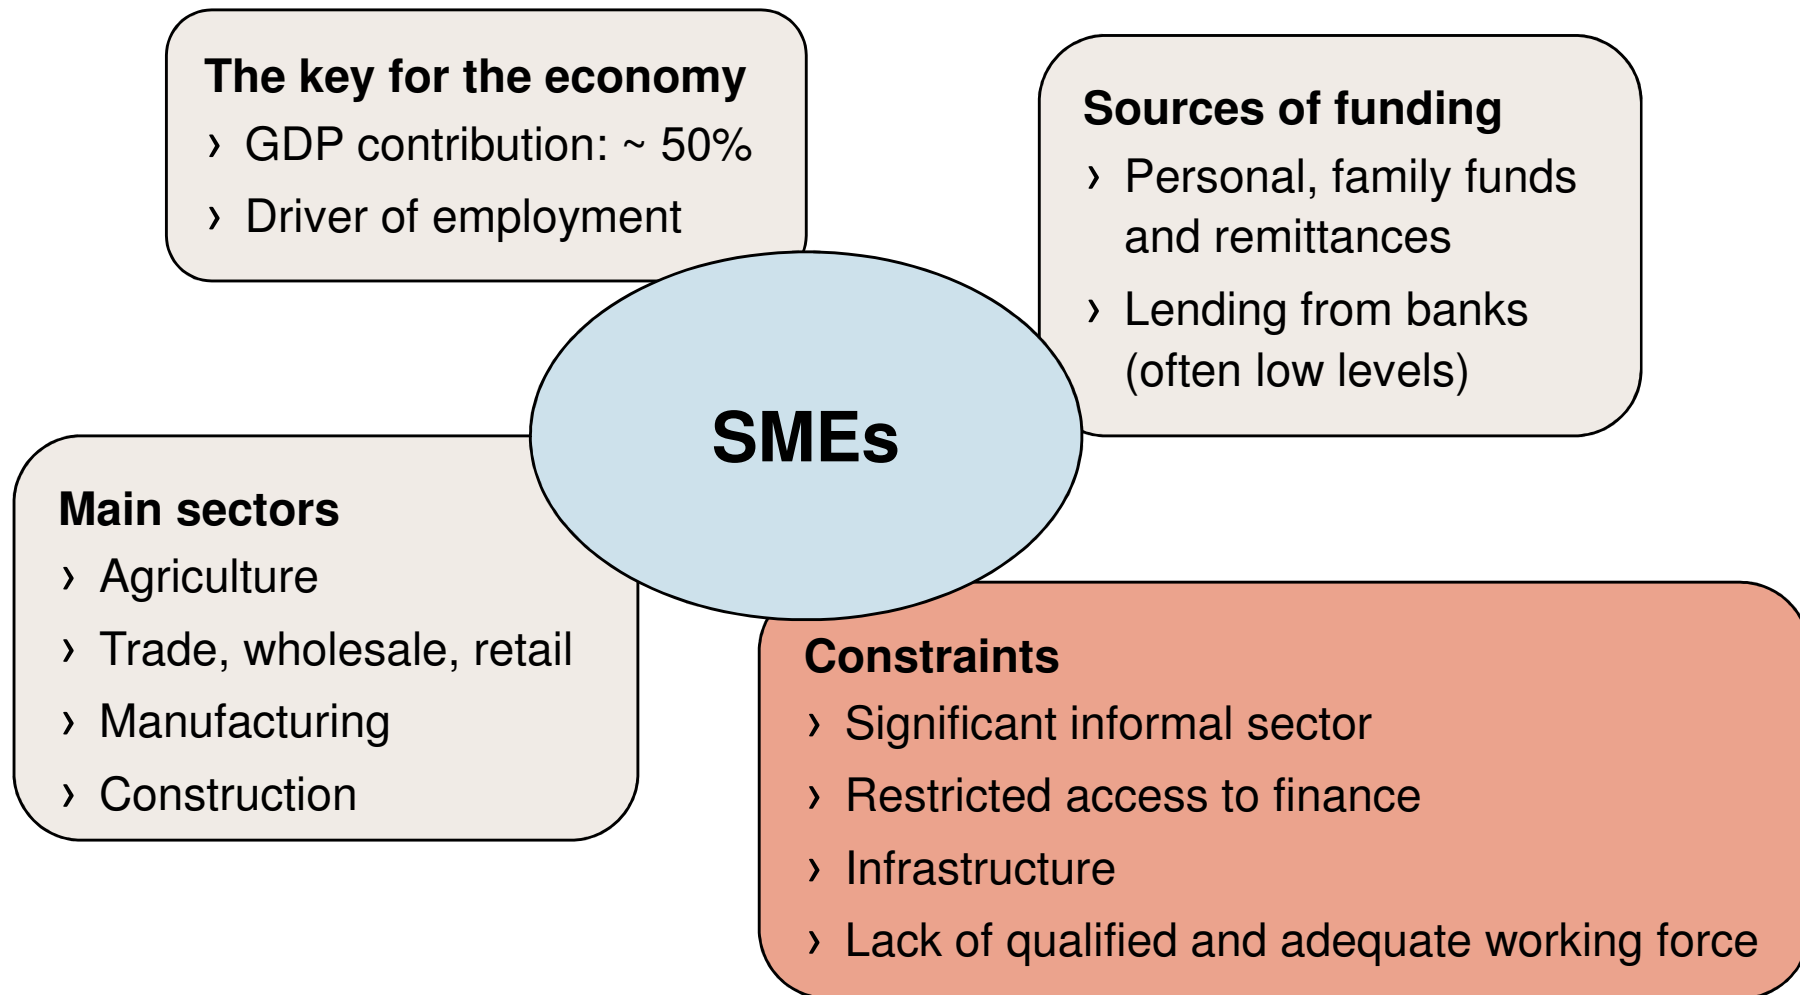 The key for the economy
› GDP contribution: ~ 50%
› Driver of employment
Sources of funding
› Personal, family funds
and remittances
› Lending from banks
(often low levels)
SMEs
Main sectors
› Agriculture
› Trade, wholesale, retail
› Manufacturing
› Construction
Constraints
› Significant informal sector
› Restricted access to finance
› Infrastructure
› Lack of qualified and adequate working force